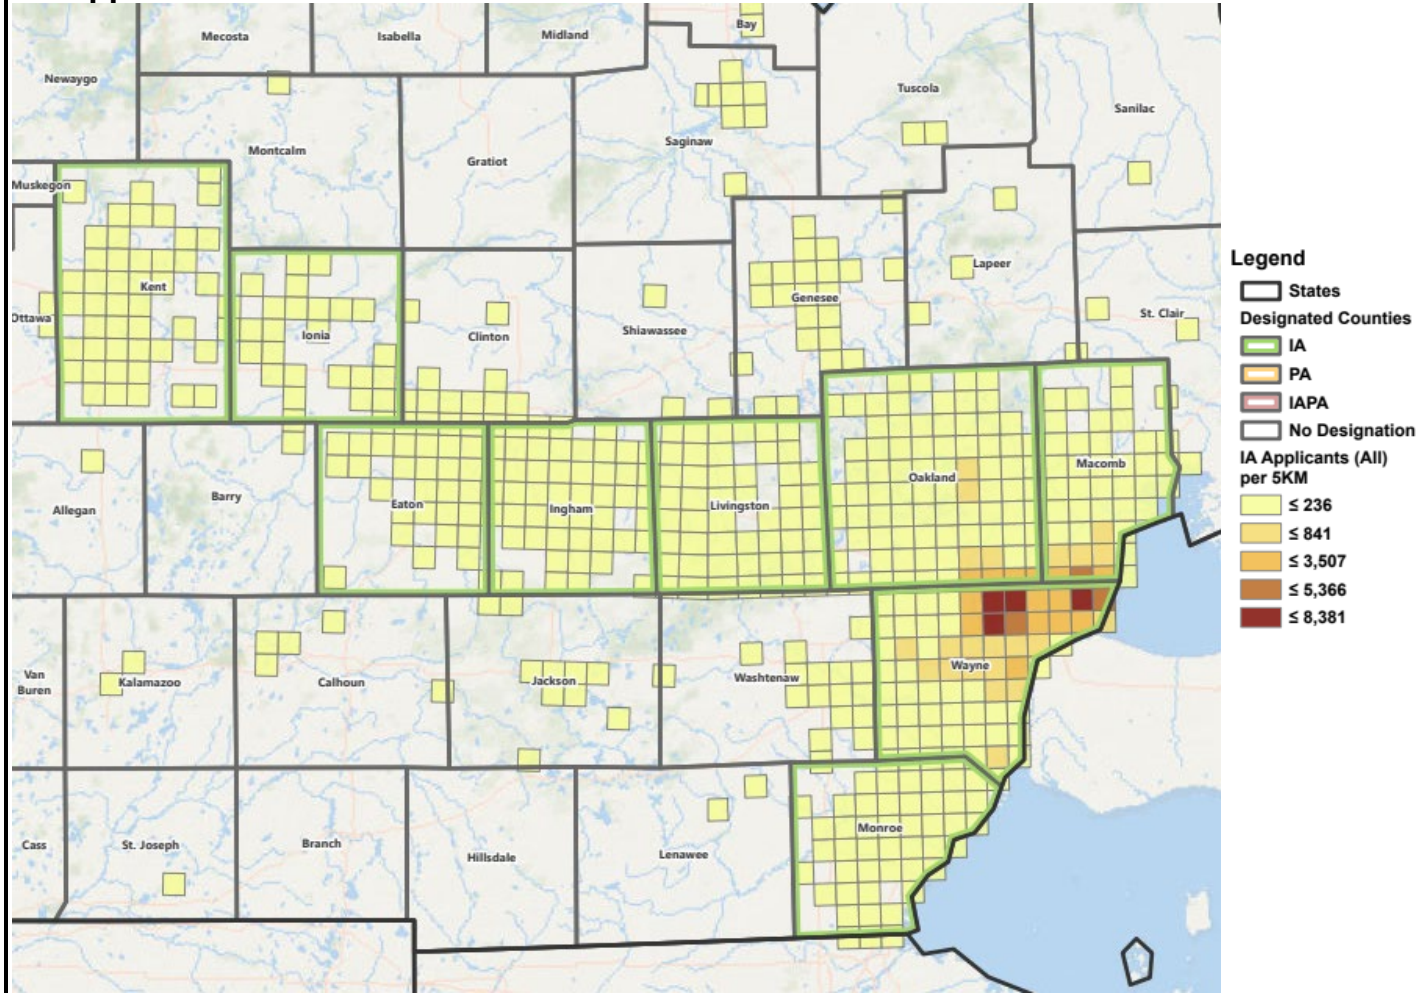 Bay
Mecosta
Isabella
Midland
Newaygo
Tuscola
Sanilac
Saginaw
Montcalm
Gratiot
Muskegon
Lapeer
Kent
Genesee
Ottawa
St. Clair
Ionia
Clinton
Shiawassee
Macomb
Oakland
Barry
Eaton
Ingham
Livingston
Allegan
Wayne
Van
Buren
Kalamazoo
Calhoun
Jackson
Washtenaw
Monroe
Cass
St. Joseph
Branch
Hillsdale
Lenawee
Legend
States
Designated Counties
IA
PA
IAPA
No Designation
IA Applicants (All)
per 5KM
≤ 236
≤ 841
≤ 3,507
≤ 5,366
≤ 8,381